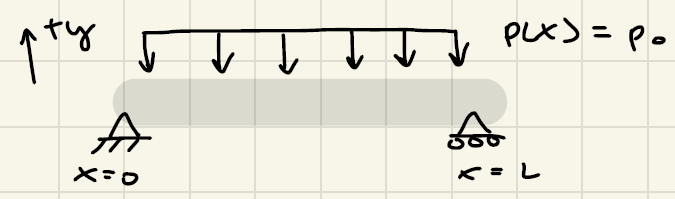 +y
p(x) = p₀
x=0
x = L